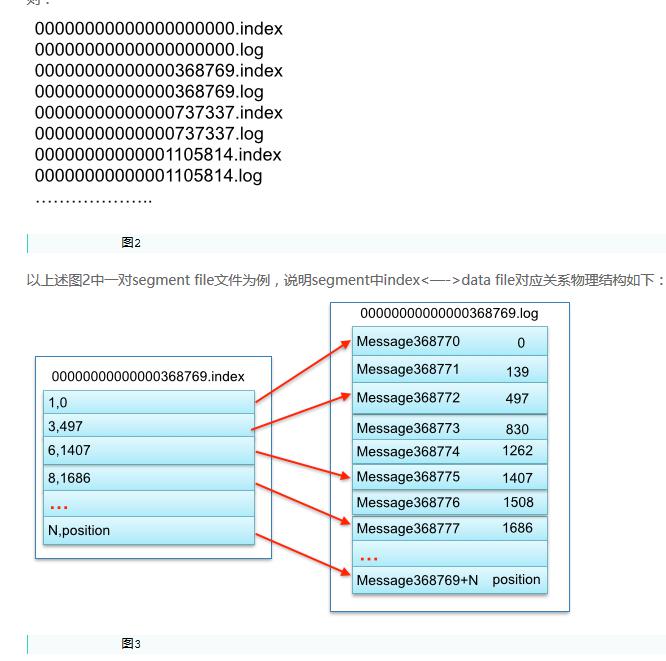 00000000000000000000.index
00000000000000000000.log
00000000000000368769.index
00000000000000368769.log
00000000000000737337.index
00000000000000737337.log
00000000000001105814.index
00000000000001105814.log
………………..
图2
以上述图2中一对segment file文件为例，说明segment中index<—->data file对应关系物理结构如下：
00000000000000368769.index
1,0
3,497
6,1407
8,1686
...
N,position
00000000000000368769.log
Message368770 0
Message368771 139
Message368772 497
Message368773 830
Message368774 1262
Message368775 1407
Message368776 1508
Message368777 1686
...
Message368769+N position
图3